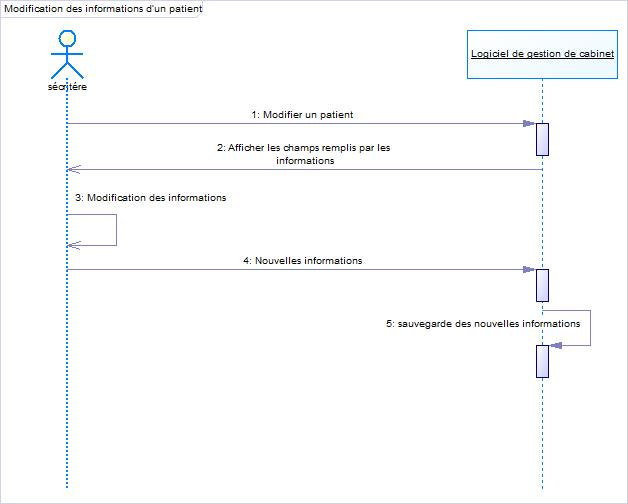 Modification des informations d'un patient
Logiciel de gestion de cabinet
sécritére
1: Modifier un patient
2: Afficher les champs remplis par les
informations
3: Modification des informations
4: Nouvelles informations
5: sauvegarde des nouvelles informations